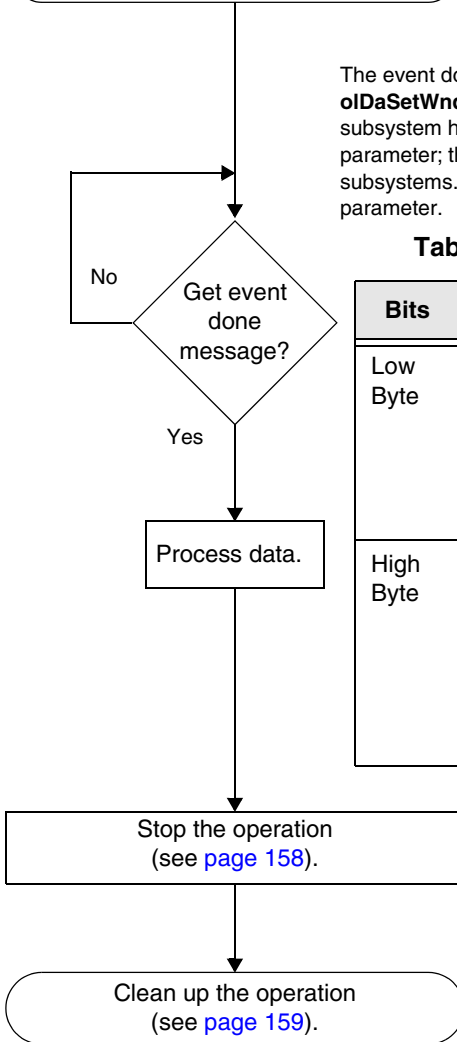 The event do
olDaSetWnd
subsystem h
parameter; th
subsystems.
parameter.
Tab
No
Get event
done
message?
Bits
Low
Byte
Yes
Process data.
High
Byte
Stop the operation
(see page 158).
Clean up the operation
(see page 159).